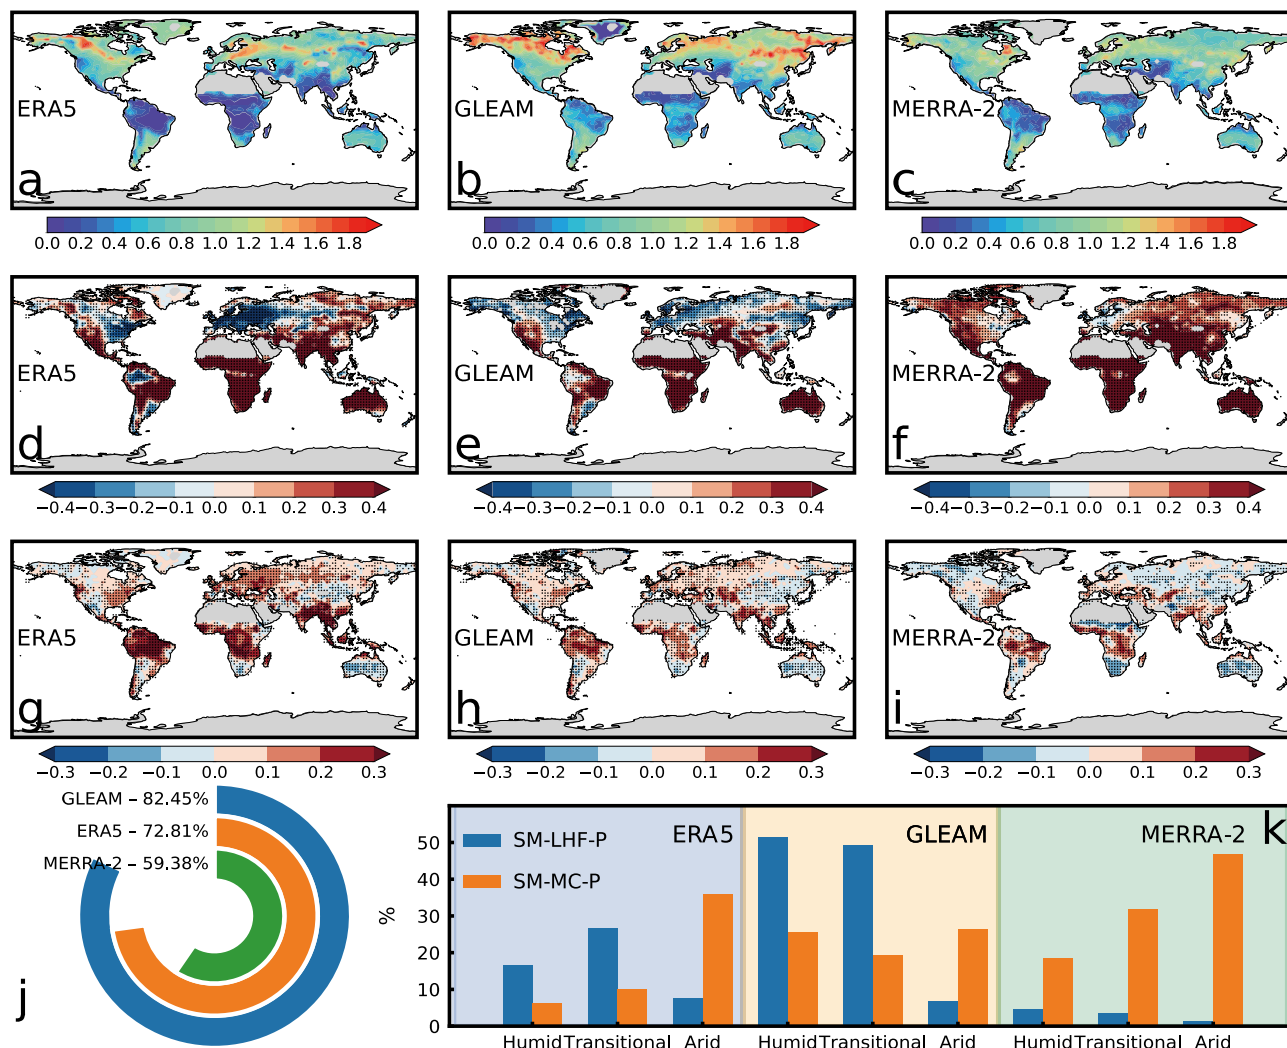 ERA5
GLEAM
MERRA-2
a
b
c
0.0 0.2 0.4 0.6 0.8 1.0 1.2 1.4 1.6 1.8
0.0 0.2 0.4 0.6 0.8 1.0 1.2 1.4 1.6 1.8
0.0 0.2 0.4 0.6 0.8 1.0 1.2 1.4 1.6 1.8
ERA5
GLEAM
MERRA-2
d
e
f
−0.4 −0.3 −0.2 −0.1 0.0 0.1 0.2 0.3 0.4
−0.4 −0.3 −0.2 −0.1 0.0 0.1 0.2 0.3 0.4
−0.4 −0.3 −0.2 −0.1 0.0 0.1 0.2 0.3 0.4
ERA5
GLEAM
MERRA-2
g
h
i
−0.3 −0.2 −0.1 0.0 0.1 0.2 0.3
−0.3 −0.2 −0.1 0.0 0.1 0.2 0.3
−0.3 −0.2 −0.1 0.0 0.1 0.2 0.3
GLEAM – 82.45%
ERA5 – 72.81%
MERRA-2 – 59.38%
j
k
ERA5
GLEAM
MERRA-2
SM-LHF-P
SM-MC-P
%
50
40
30
20
10
0
Humid Transitional Arid
Humid Transitional Arid
Humid Transitional Arid